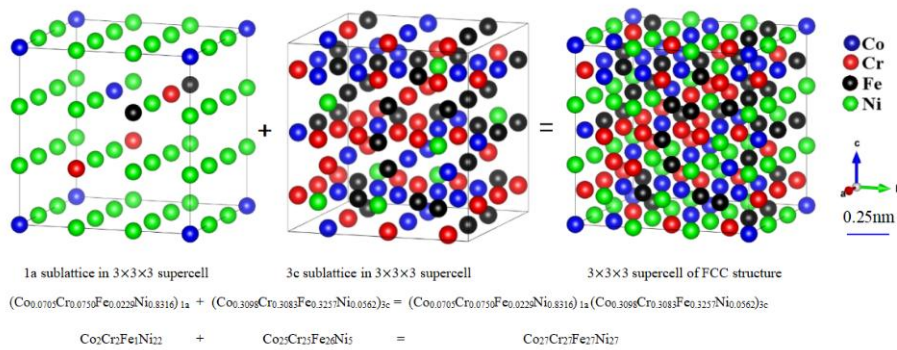 Co
Cr
Fe
Ni
+
=
c
a
0.25nm
1a sublattice in 3×3×3 supercell
3c sublattice in 3×3×3 supercell
3×3×3 supercell of FCC structure
(Co0.0705Cr0.0750Fe0.0229Ni0.8316)1a + (Co0.3098Cr0.3083Fe0.3257Ni0.0562)3c = (Co0.0705Cr0.0750Fe0.0229Ni0.8316)1a(Co0.3098Cr0.3083Fe0.3257Ni0.0562)3c
Co2Cr2Fe1Ni22 + Co25Cr25Fe26Ni5 = Co27Cr27Fe27Ni27